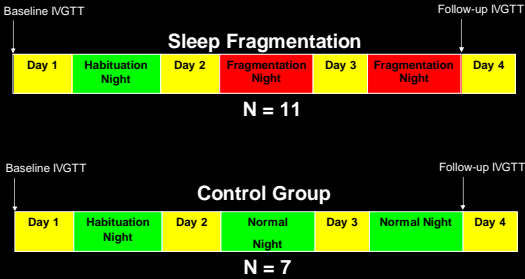 Baseline IVGTT
Follow-up IVGTT
Sleep Fragmentation
Day 1
Habituation
Night
Day 2
Fragmentation
Night
Day 3
Fragmentation
Night
Day 4
N = 11
Baseline IVGTT
Follow-up IVGTT
Control Group
Day 1
Habituation
Night
Day 2
Normal
Night
Day 3
Normal Night
Day 4
N = 7